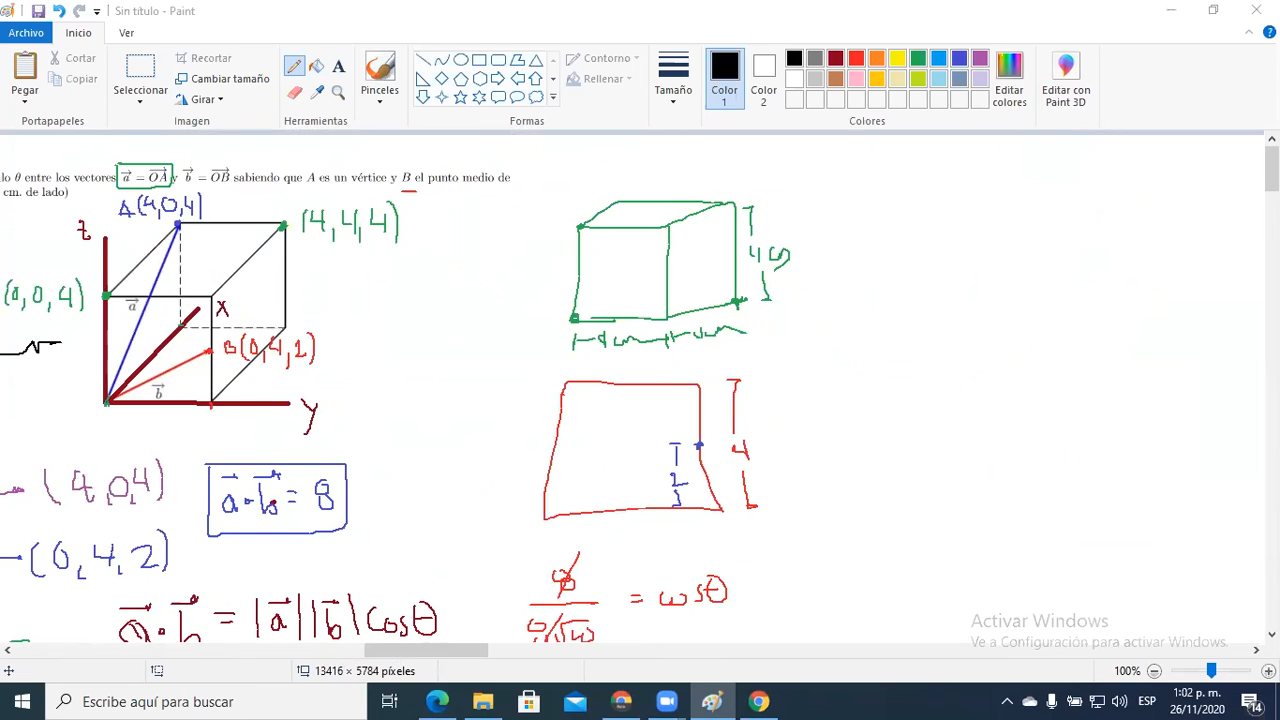 Sin título - Paint
Archivo Inicio Ver
Pegar
Cortar
Copiar
Portapapeles
Seleccionar
Recortar
Cambiar tamaño
Girar
Imagen
A
Herramientas
Pinceles
Contorno
Rellenar
Formas
Tamaño
Color 1
Color 2
Editar colores
Editar con Paint 3D
Colores
lo θ entre los vectores a⃗ = OA⃗ y b⃗ = OB⃗ sabiendo que A es un vértice y B el punto medio de
cm. de lado)
A(4,0,4)
z
(4,4,4)
(0,0,4)
a⃗
x
B(0,4,2)
b⃗
y
4
4
2
(4,0,4)
a⃗·b⃗ = 8
(0,4,2)
a⃗·b⃗ = |a⃗||b⃗|cosθ
= cosθ
Activar Windows
Ve a Configuración para activar Windows.
13416 × 5784 píxeles
100%
Escribe aquí para buscar
ESP
1:02 p. m.
26/11/2020
14